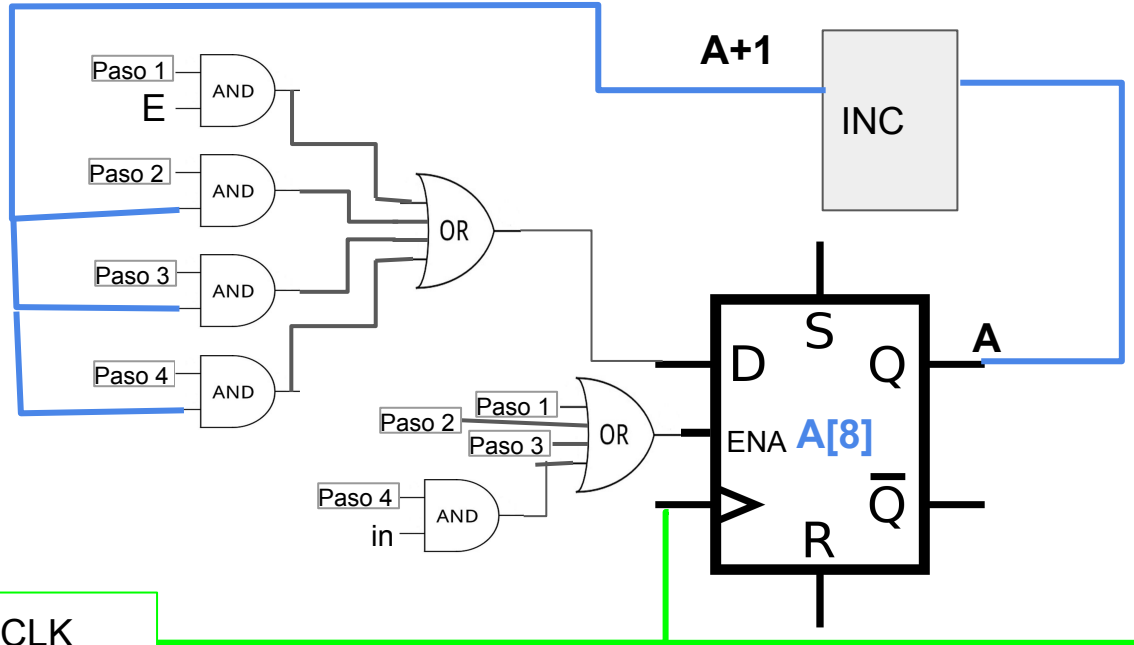 A+1
INC
Paso 1
E
AND
Paso 2
AND
Paso 3
AND
Paso 4
AND
OR
S
D
Q
A
ENA
A[8]
Q
R
Paso 1
Paso 2
Paso 3
OR
Paso 4
in
AND
CLK